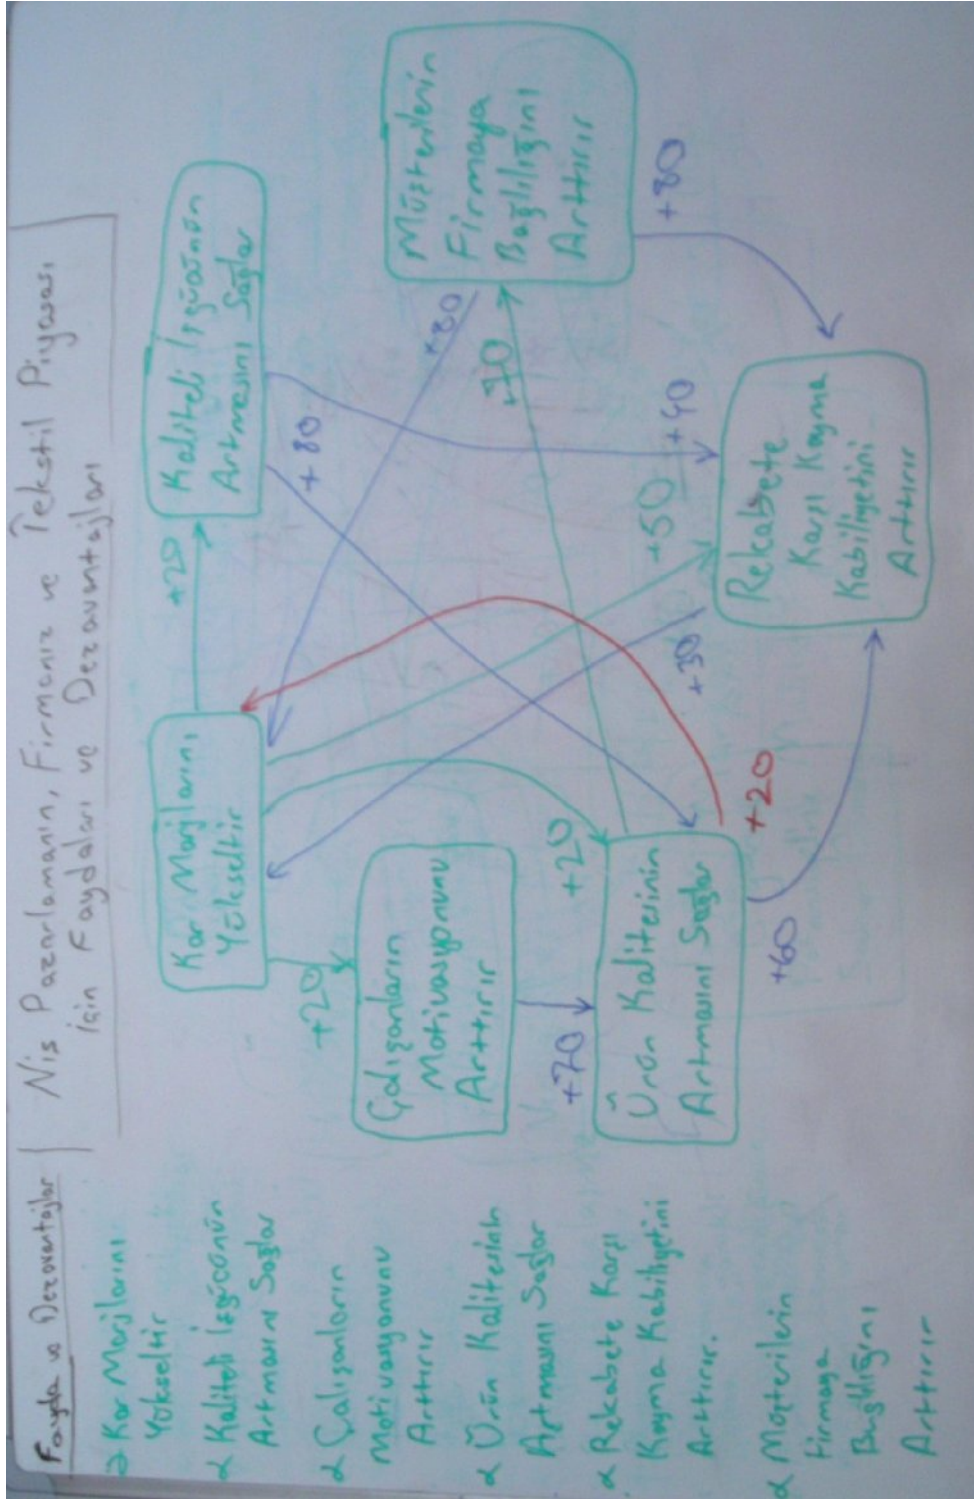 Fayda ve Dezavantajlar
Niş Pazarlamanın, Firmanız ve Tekstil Piyasası
için Faydaları ve Dezavantajları
Kar Marjlarını
Yükseltir
Kaliteli İşgücünün
Artmasını Sağlar
Çalışanların
Motivasyonunu
Arttırır
Ürün Kalitesinin
Artmasını Sağlar
Rekabete Karşı
Koyma Kabiliyetini
Arttırır.
Müşterilerin
Firmaya
Bağlılığını
Arttırır
Kar Marjlarını
Yükseltir
+20
Kaliteli İşgücünün
Artmasını Sağlar
+20
Çalışanların
Motivasyonunu
Arttırır
+80
+80
Müşterilerin
Firmaya
Bağlılığını
Arttırır
+70
+20
+70
Ürün Kalitesinin
Artmasını Sağlar
+50
+40
+80
+30
+20
+60
Rekabete
Karşı Koyma
Kabiliyetini
Arttırır